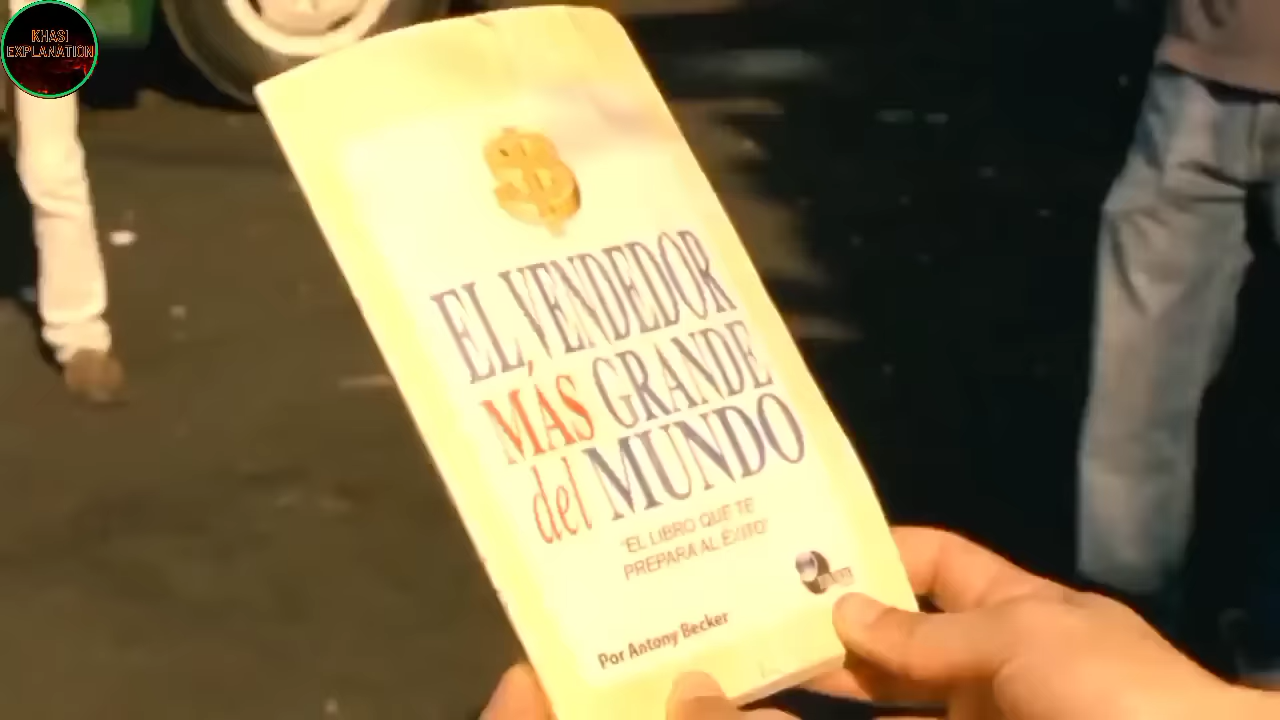 KHASI
EXPLANATION
EL VENDEDOR
MÁS GRANDE
del MUNDO
"EL LIBRO QUE TE
PREPARA AL ÉXITO"
Por Antony Becker